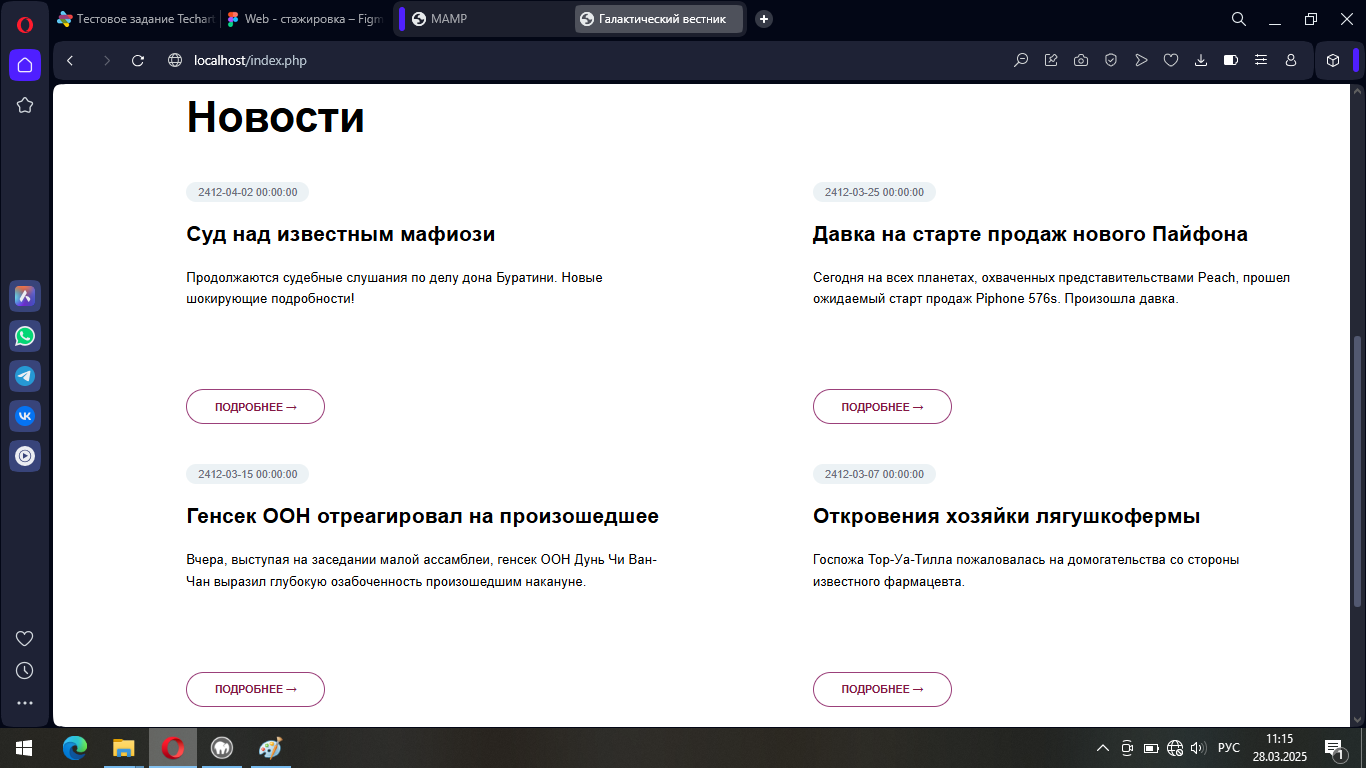 Тестовое задание Techart
Web - стажировка – Figm
MAMP
Галактический вестник
localhost/index.php
Новости
2412-04-02 00:00:00
Суд над известным мафиози
Продолжаются судебные слушания по делу дона Буратини. Новые
шокирующие подробности!
ПОДРОБНЕЕ →
2412-03-25 00:00:00
Давка на старте продаж нового Пайфона
Сегодня на всех планетах, охваченных представительствами Peach, прошел
ожидаемый старт продаж Piphone 576s. Произошла давка.
ПОДРОБНЕЕ →
2412-03-15 00:00:00
Генсек ООН отреагировал на произошедшее
Вчера, выступая на заседании малой ассамблеи, генсек ООН Дунь Чи Ван-
Чан выразил глубокую озабоченность произошедшим накануне.
ПОДРОБНЕЕ →
2412-03-07 00:00:00
Откровения хозяйки лягушкофермы
Госпожа Тор-Уа-Тилла пожаловалась на домогательства со стороны
известного фармацевта.
ПОДРОБНЕЕ →
РУС
11:15
28.03.2025
1